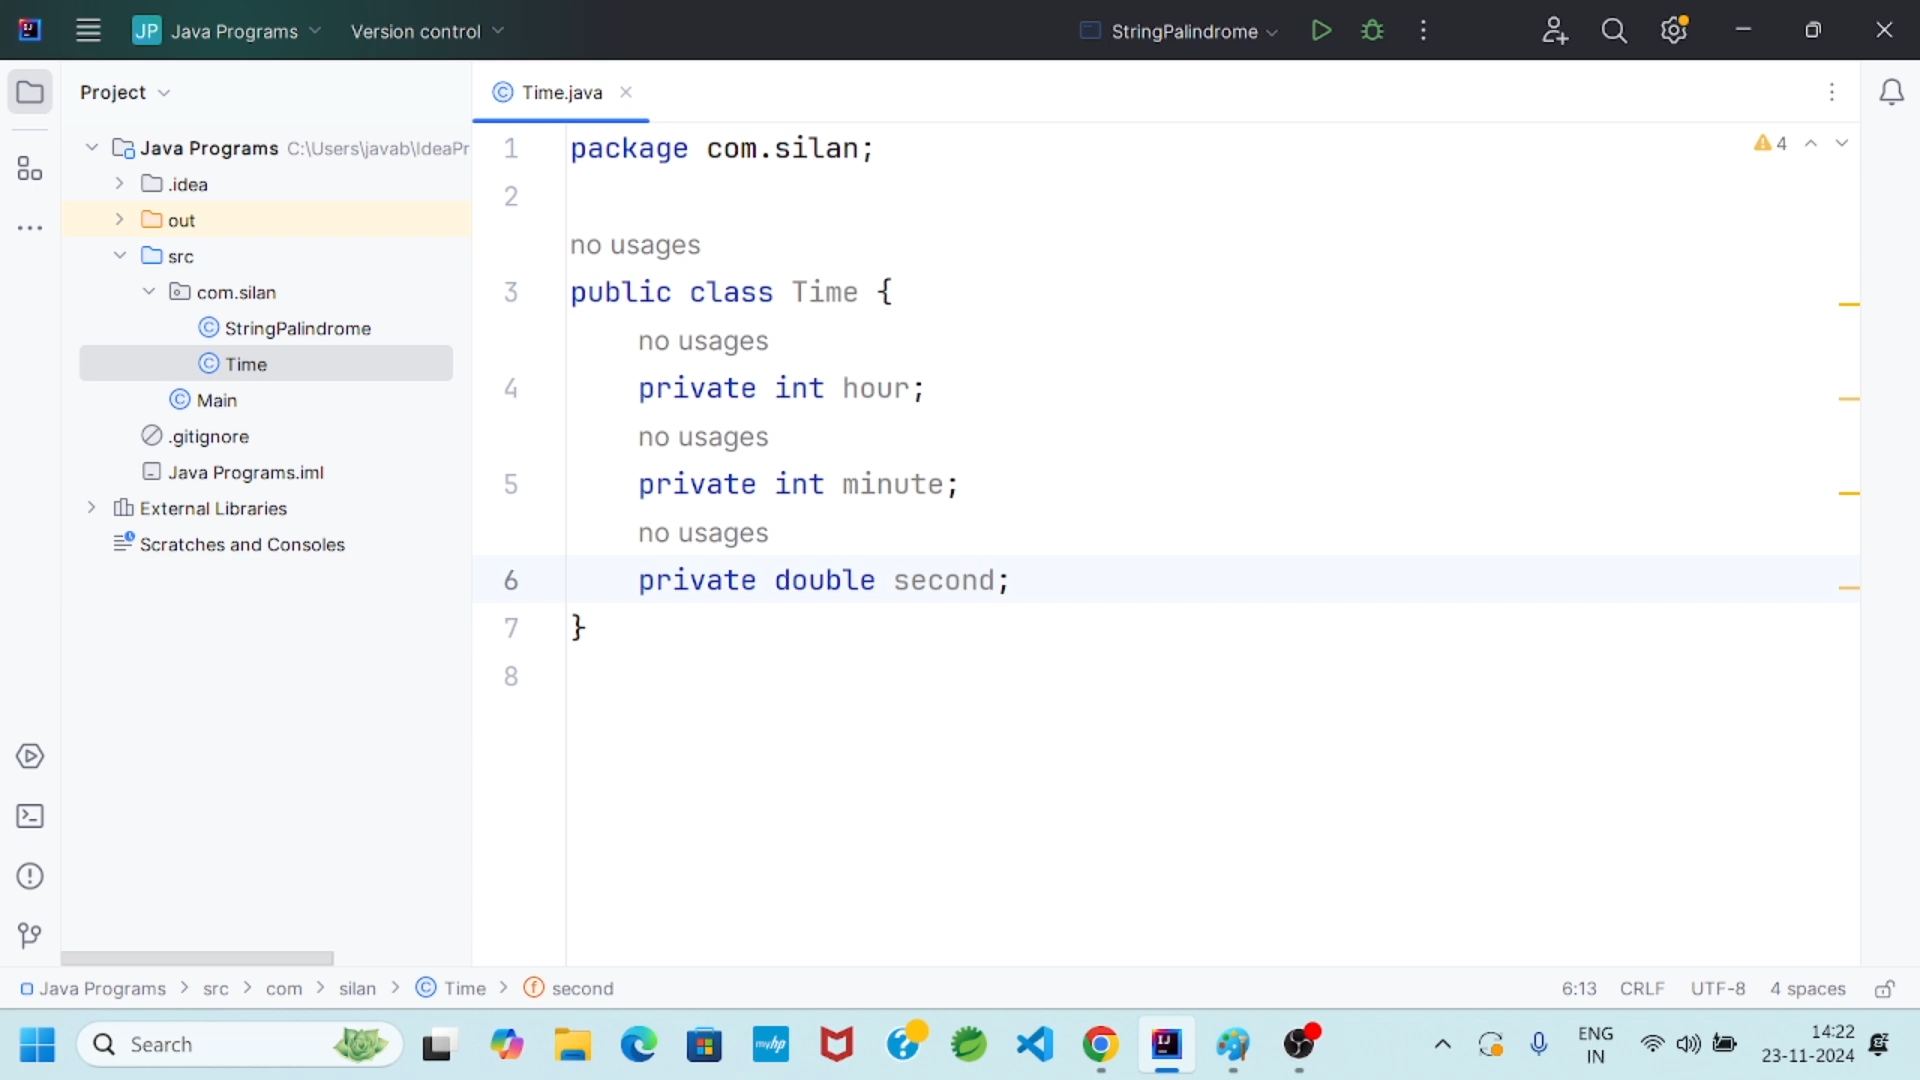 JP Java Programs Version control StringPalindrome
Project
Time.java
Java Programs C:\Users\javab\IdeaPr
.idea
out
src
com.silan
StringPalindrome
Time
Main
.gitignore
Java Programs.iml
External Libraries
Scratches and Consoles
1 package com.silan;
2
no usages
3 public class Time {
no usages
4 private int hour;
no usages
5 private int minute;
no usages
6 private double second;
7 }
8
4
Java Programs > src > com > silan > Time > second
6:13 CRLF UTF-8 4 spaces
Search
myhp
ENG
IN
14:22
23-11-2024